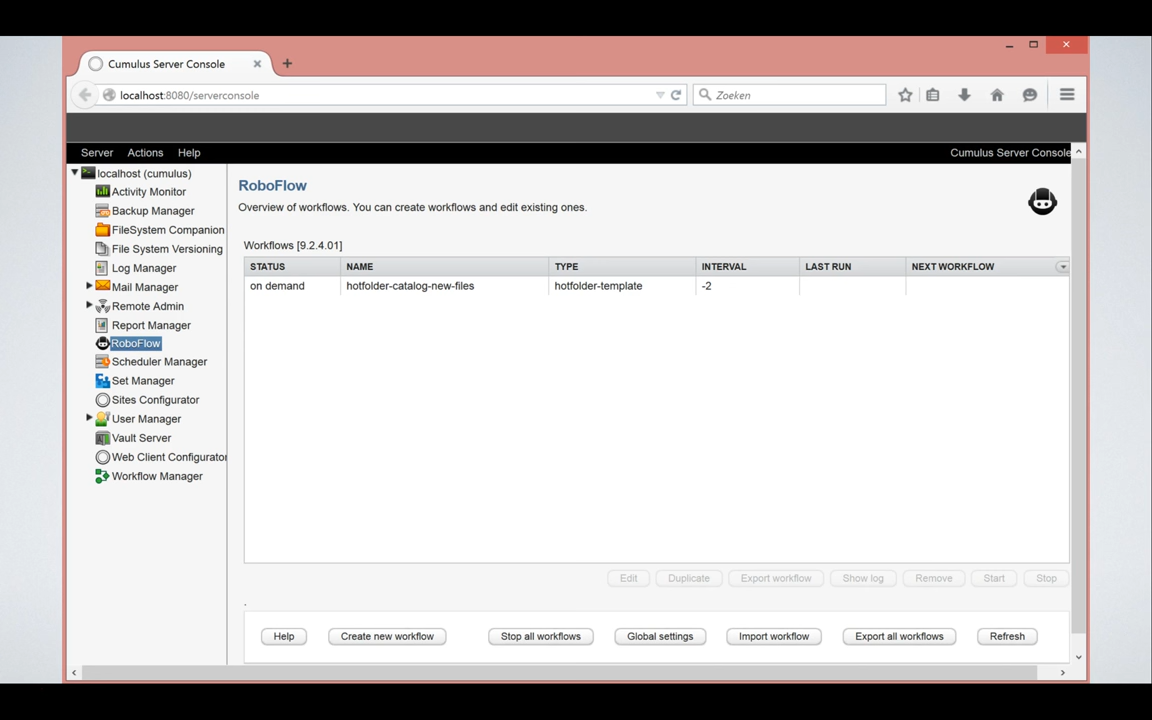 Cumulus Server Console
localhost:8080/serverconsole
Zoeken
Server Actions Help
Cumulus Server Console
localhost (cumulus)
Activity Monitor
Backup Manager
FileSystem Companion
File System Versioning
Log Manager
Mail Manager
Remote Admin
Report Manager
RoboFlow
Scheduler Manager
Set Manager
Sites Configurator
User Manager
Vault Server
Web Client Configurator
Workflow Manager
RoboFlow
Overview of workflows. You can create workflows and edit existing ones.
Workflows [9.2.4.01]
STATUS NAME TYPE INTERVAL LAST RUN NEXT WORKFLOW
on demand hotfolder-catalog-new-files hotfolder-template -2
Edit Duplicate Export workflow Show log Remove Start Stop
.
Help Create new workflow Stop all workflows Global settings Import workflow Export all workflows Refresh